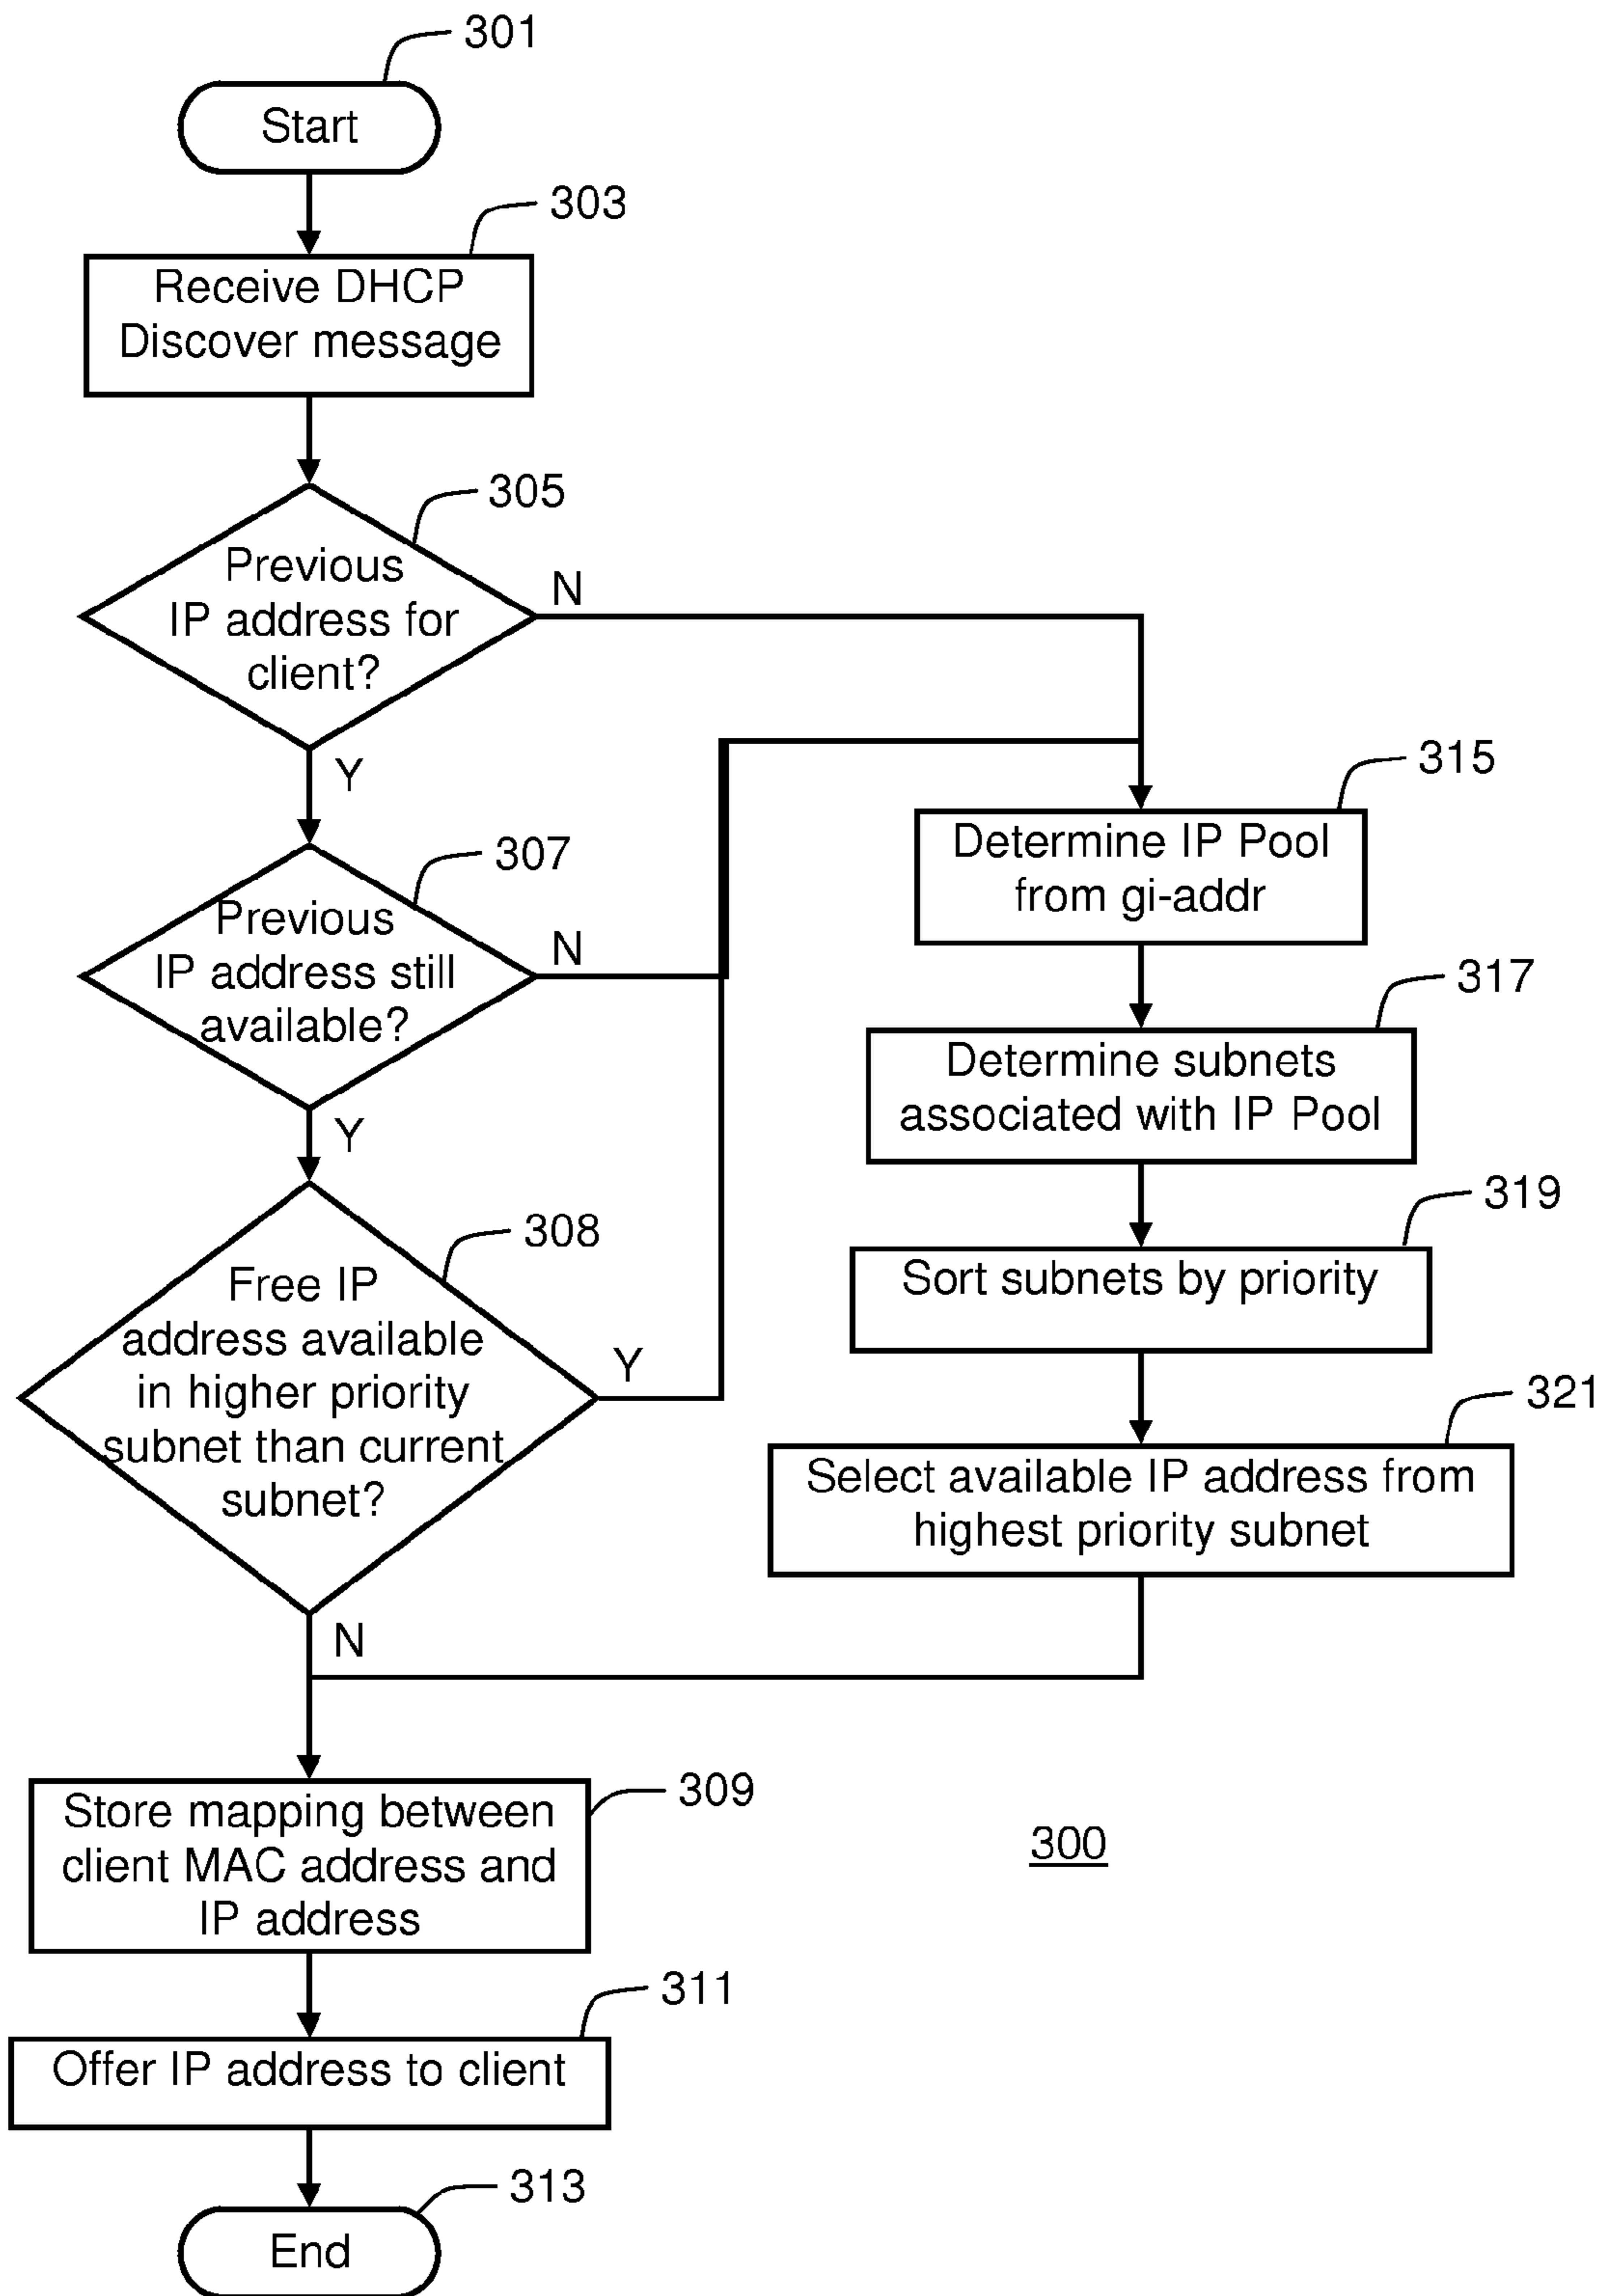 301
Start
303
Receive DHCP
Discover message
305
Previous
IP address for
client?
N
Y
307
Previous
IP address still
available?
N
Y
308
Free IP
address available
in higher priority
subnet than current
subnet?
Y
N
315
Determine IP Pool
from gi-addr
317
Determine subnets
associated with IP Pool
319
Sort subnets by priority
321
Select available IP address from
highest priority subnet
309
Store mapping between
client MAC address and
IP address
300
311
Offer IP address to client
313
End